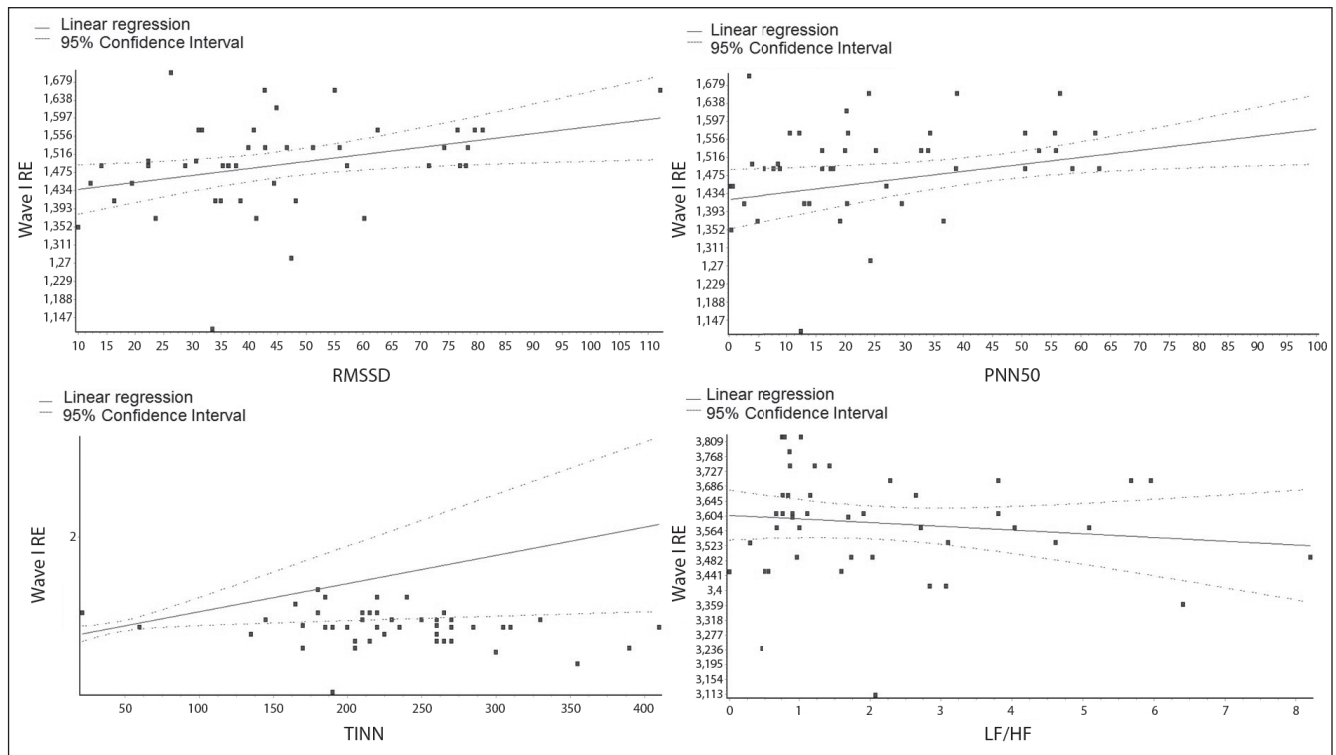 Linear regression
95% Confidence Interval
Wave I RE
1,679
1,638
1,597
1,556
1,516
1,475
1,434
1,393
1,352
1,311
1,27
1,229
1,188
1,147
10 15 20 25 30 35 40 45 50 55 60 65 70 75 80 85 90 95 100 110
RMSSD
Linear regression
95% Confidence Interval
Wave I RE
1,679
1,638
1,597
1,556
1,516
1,475
1,434
1,393
1,352
1,311
1,27
1,229
1,188
1,147
0 5 10 15 20 25 30 35 40 45 50 55 60 65 70 75 80 85 90 95 100
PNN50
Linear regression
95% Confidence Interval
Wave I RE
2
50 100 150 200 250 300 350 400
TINN
Linear regression
95% Confidence Interval
Wave I RE
3,809
3,768
3,727
3,686
3,645
3,604
3,564
3,523
3,482
3,441
3,4
3,359
3,318
3,277
3,236
3,195
3,154
3,113
0 1 2 3 4 5 6 7 8
LF/HF